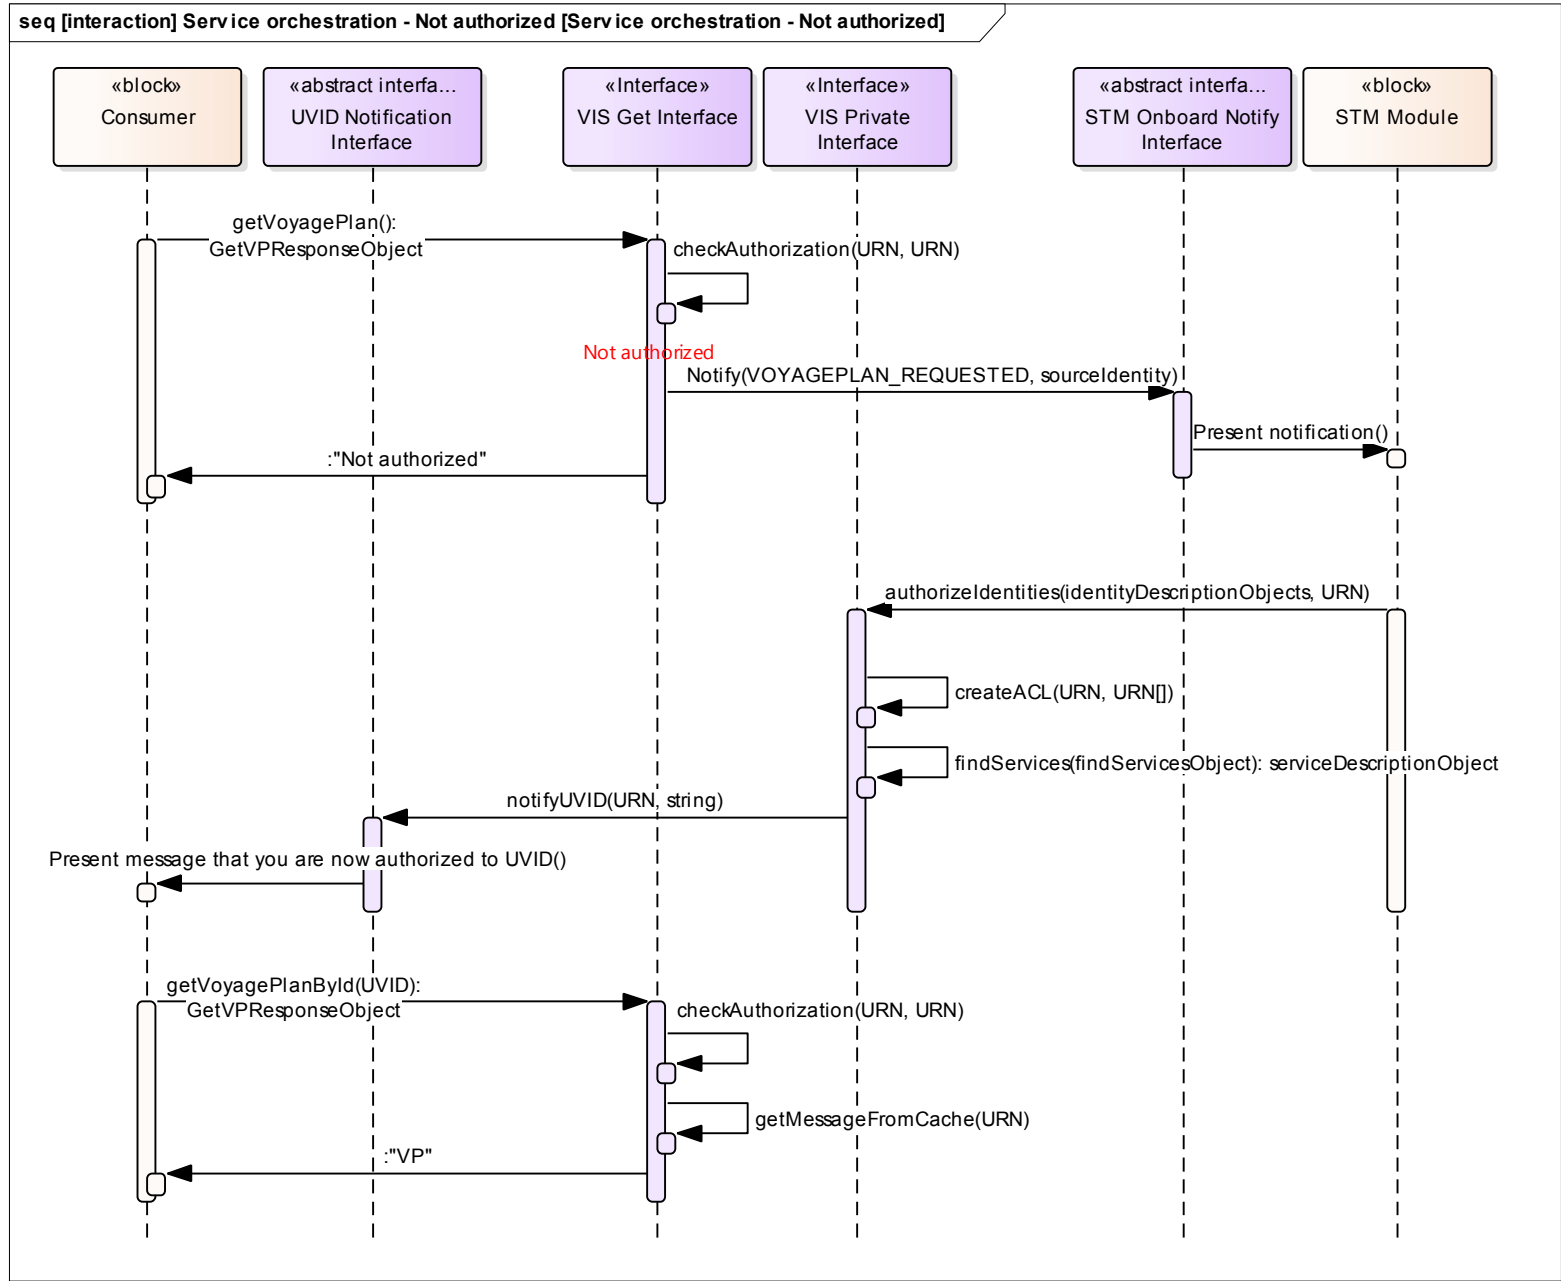 seq [interaction] Service orchestration - Not authorized [Service orchestration - Not authorized]
«block»
Consumer
«abstract interfa...
UVID Notification
Interface
«Interface»
VIS Get Interface
«Interface»
VIS Private
Interface
«abstract interfa...
STM Onboard Notify
Interface
«block»
STM Module
getVoyagePlan():
GetVPResponseObject
checkAuthorization(URN, URN)
Not authorized
Notify(VOYAGEPLAN_REQUESTED, sourceIdentity)
Present notification()
:"Not authorized"
authorizeIdentities(identityDescriptionObjects, URN)
createACL(URN, URN[])
findServices(findServicesObject): serviceDescriptionObject
notifyUVID(URN, string)
Present message that you are now authorized to UVID()
getVoyagePlanById(UVID):
GetVPResponseObject
checkAuthorization(URN, URN)
getMessageFromCache(URN)
:"VP"